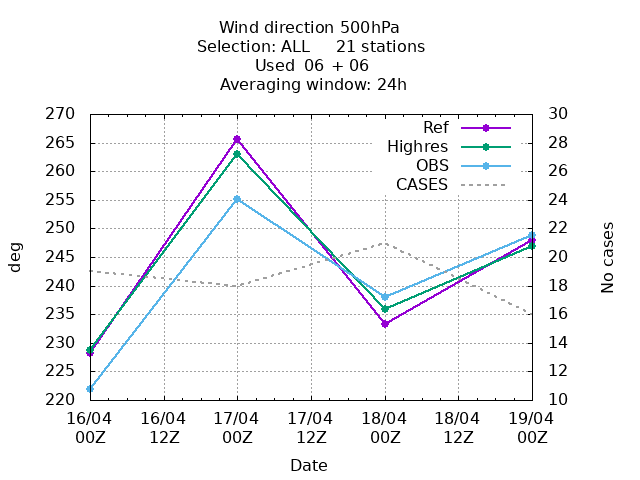 Wind direction 500hPa
Selection: ALL 21 stations
Used 06 + 06
Averaging window: 24h
270 30
265 28
260 26
255 24
250 22
245 20
240 18
235 16
230 14
225 12
220 10
Ref
Highres
OBS
CASES
deg
No cases
16/04 16/04 17/04 17/04 18/04 18/04 19/04
00Z 12Z 00Z 12Z 00Z 12Z 00Z
Date